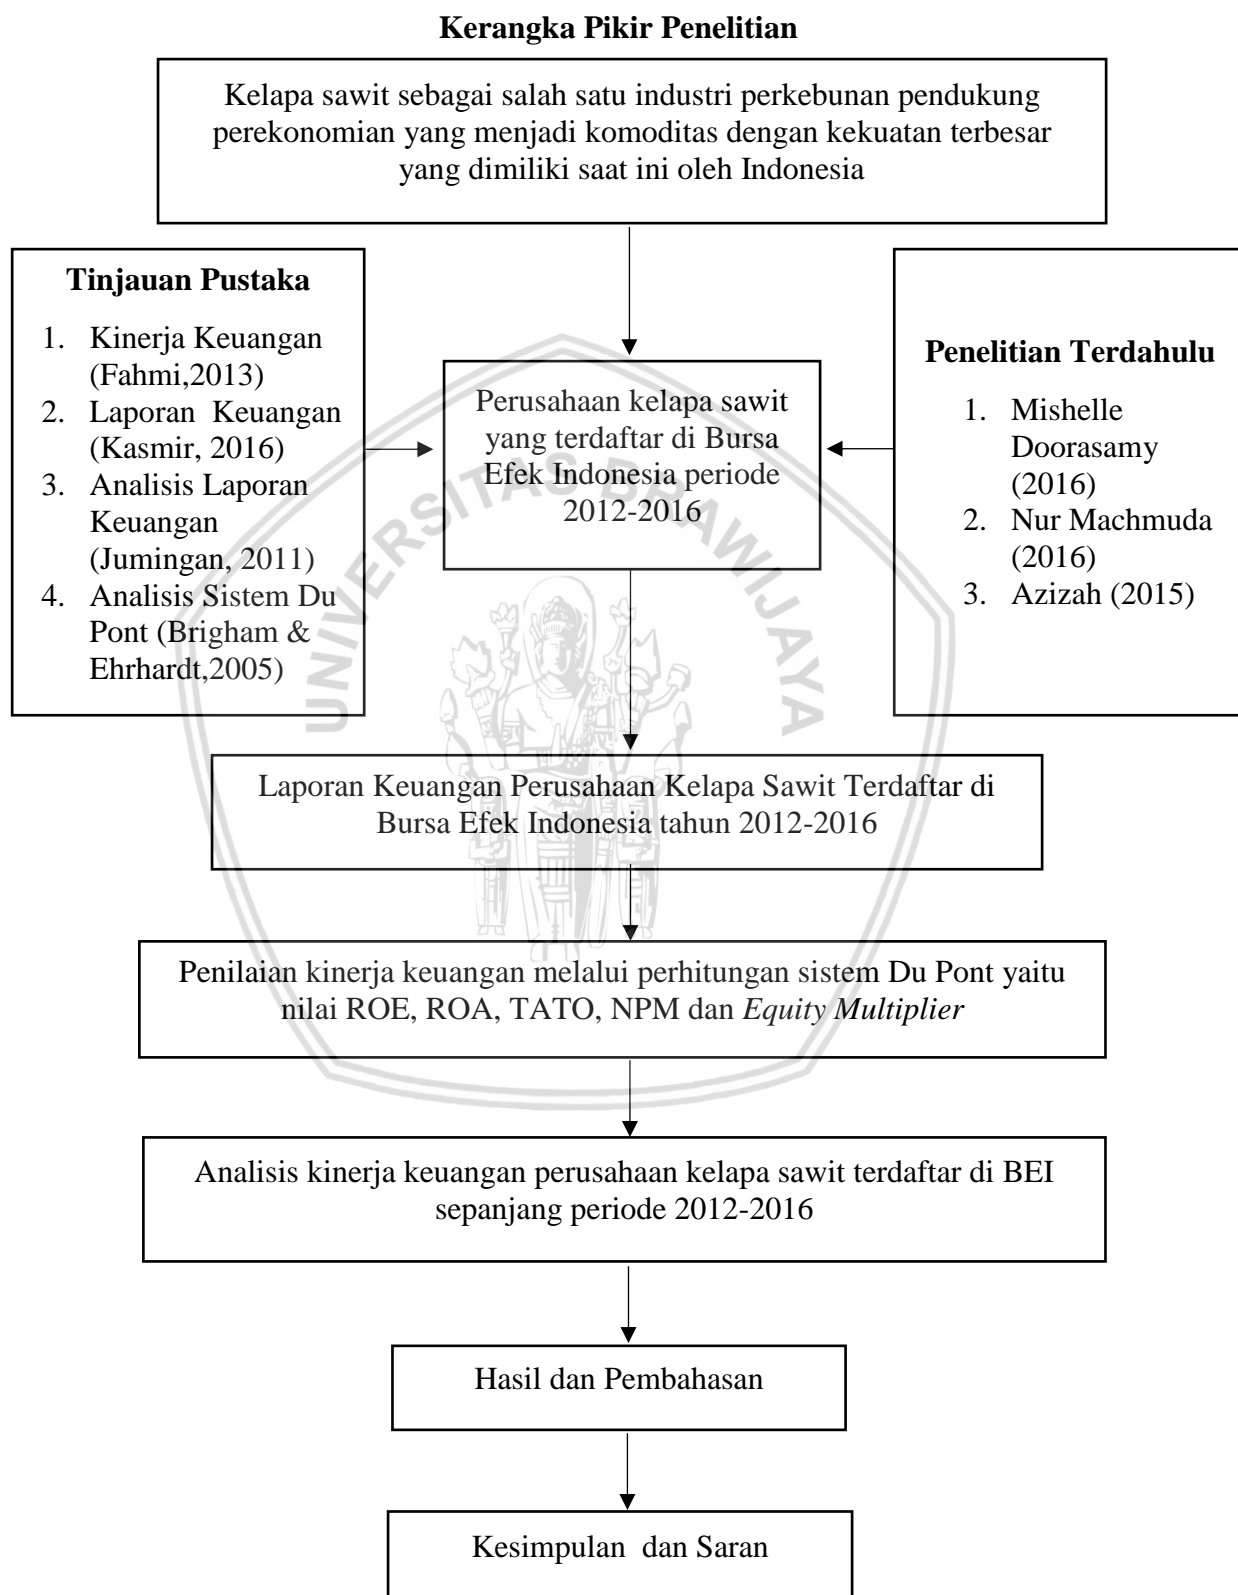 Kerangka Pikir Penelitian
Kelapa sawit sebagai salah satu industri perkebunan pendukung
perekonomian yang menjadi komoditas dengan kekuatan terbesar
yang dimiliki saat ini oleh Indonesia
Tinjauan Pustaka
1. Kinerja Keuangan
(Fahmi,2013)
2. Laporan Keuangan
(Kasmir, 2016)
3. Analisis Laporan
Keuangan
(Jumingan, 2011)
4. Analisis Sistem Du
Pont (Brigham &
Ehrhardt,2005)
Perusahaan kelapa sawit
yang terdaftar di Bursa
Efek Indonesia periode
2012-2016
Penelitian Terdahulu
1. Mishelle
Doorasamy
(2016)
2. Nur Machmuda
(2016)
3. Azizah (2015)
UNIVERSITAS BRAWIJAYA
Laporan Keuangan Perusahaan Kelapa Sawit Terdaftar di
Bursa Efek Indonesia tahun 2012-2016
Penilaian kinerja keuangan melalui perhitungan sistem Du Pont yaitu
nilai ROE, ROA, TATO, NPM dan Equity Multiplier
Analisis kinerja keuangan perusahaan kelapa sawit terdaftar di BEI
sepanjang periode 2012-2016
Hasil dan Pembahasan
Kesimpulan dan Saran